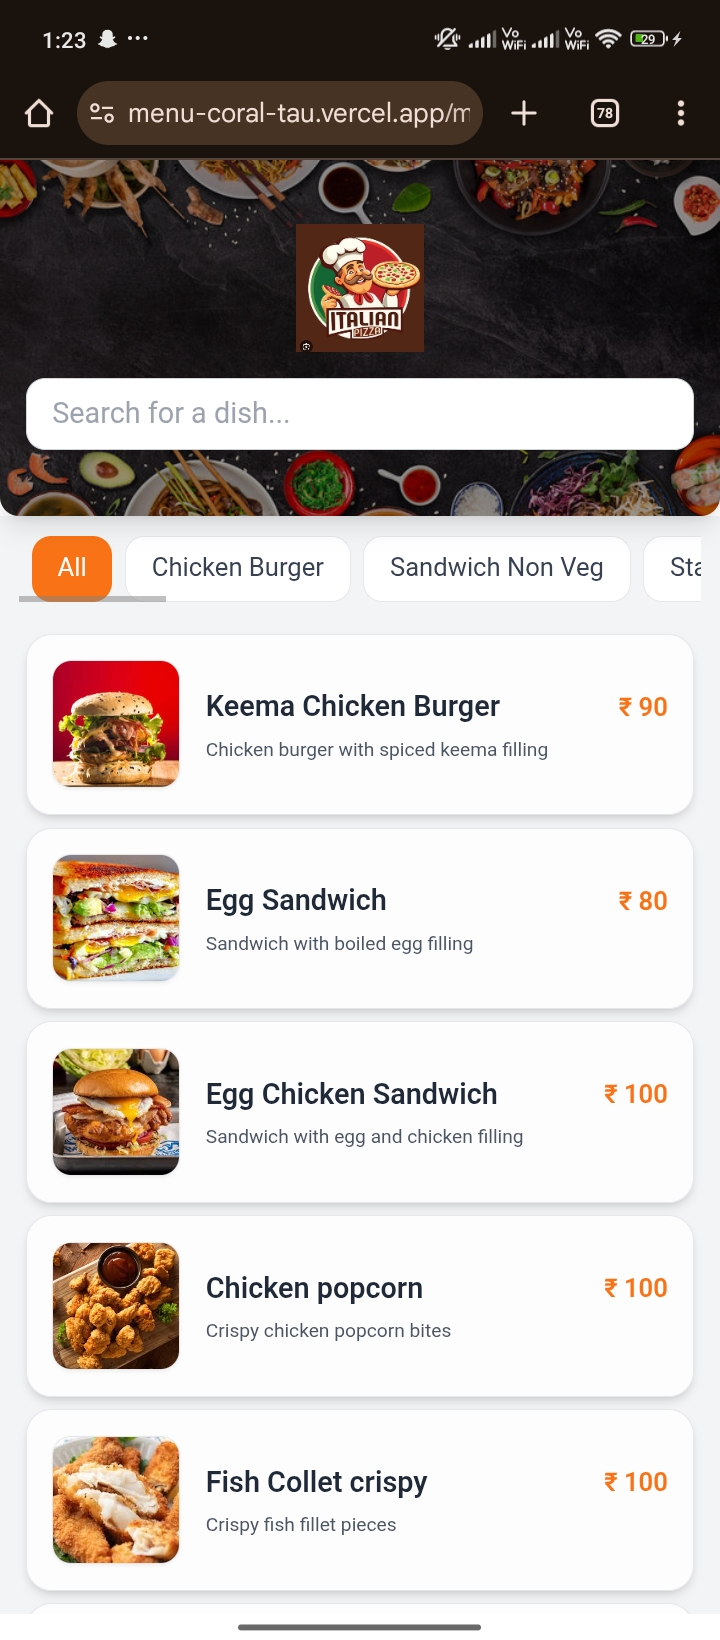 1:23
Vo WiFi
Vo WiFi
29
menu-coral-tau.vercel.app/m
78
ITALIAN
PIZZA
Search for a dish...
All
Chicken Burger
Sandwich Non Veg
Sta
Keema Chicken Burger
₹ 90
Chicken burger with spiced keema filling
Egg Sandwich
₹ 80
Sandwich with boiled egg filling
Egg Chicken Sandwich
₹ 100
Sandwich with egg and chicken filling
Chicken popcorn
₹ 100
Crispy chicken popcorn bites
Fish Collet crispy
₹ 100
Crispy fish fillet pieces